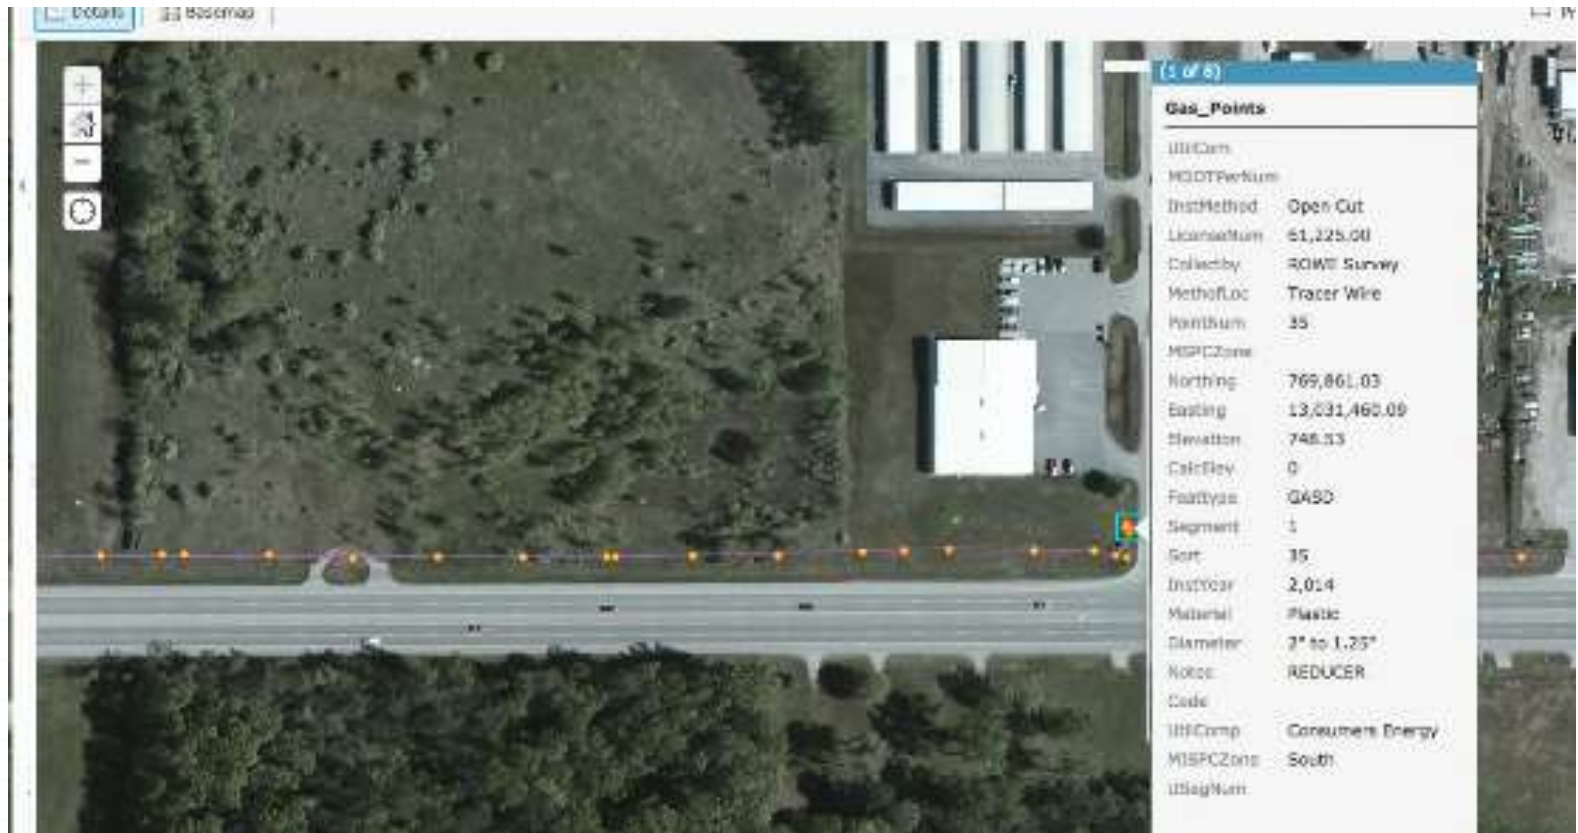 Details Basemap
(1 of 8)
Gas_Points
UtilCom
MDOTPerNum
InstMethod Open Cut
LicenseNum 61,225.00
Collectby ROWE Survey
MethofLoc Tracer Wire
PointNum 35
MSPCZone
Northing 769,861.03
Easting 13,031,460.09
Elevation 748.53
CalcElev 0
Feattype GASD
Segment 1
Sort 35
InstYear 2,014
Material Plastic
Diameter 2" to 1.25"
Notes REDUCER
Code
UtilComp Consumers Energy
MISPCZone South
USegNum